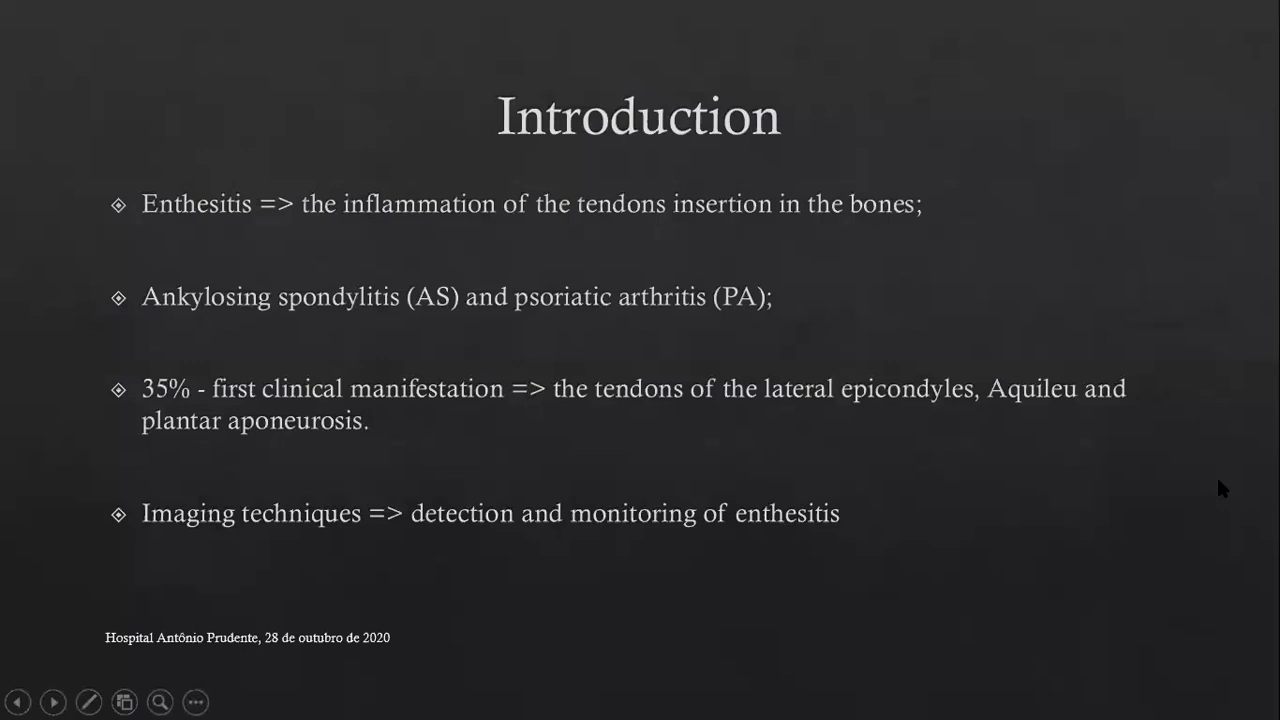 Introduction
Enthesitis => the inflammation of the tendons insertion in the bones;
Ankylosing spondylitis (AS) and psoriatic arthritis (PA);
35% - first clinical manifestation => the tendons of the lateral epicondyles, Aquileu and
plantar aponeurosis.
Imaging techniques => detection and monitoring of enthesitis
Hospital Antônio Prudente, 28 de outubro de 2020